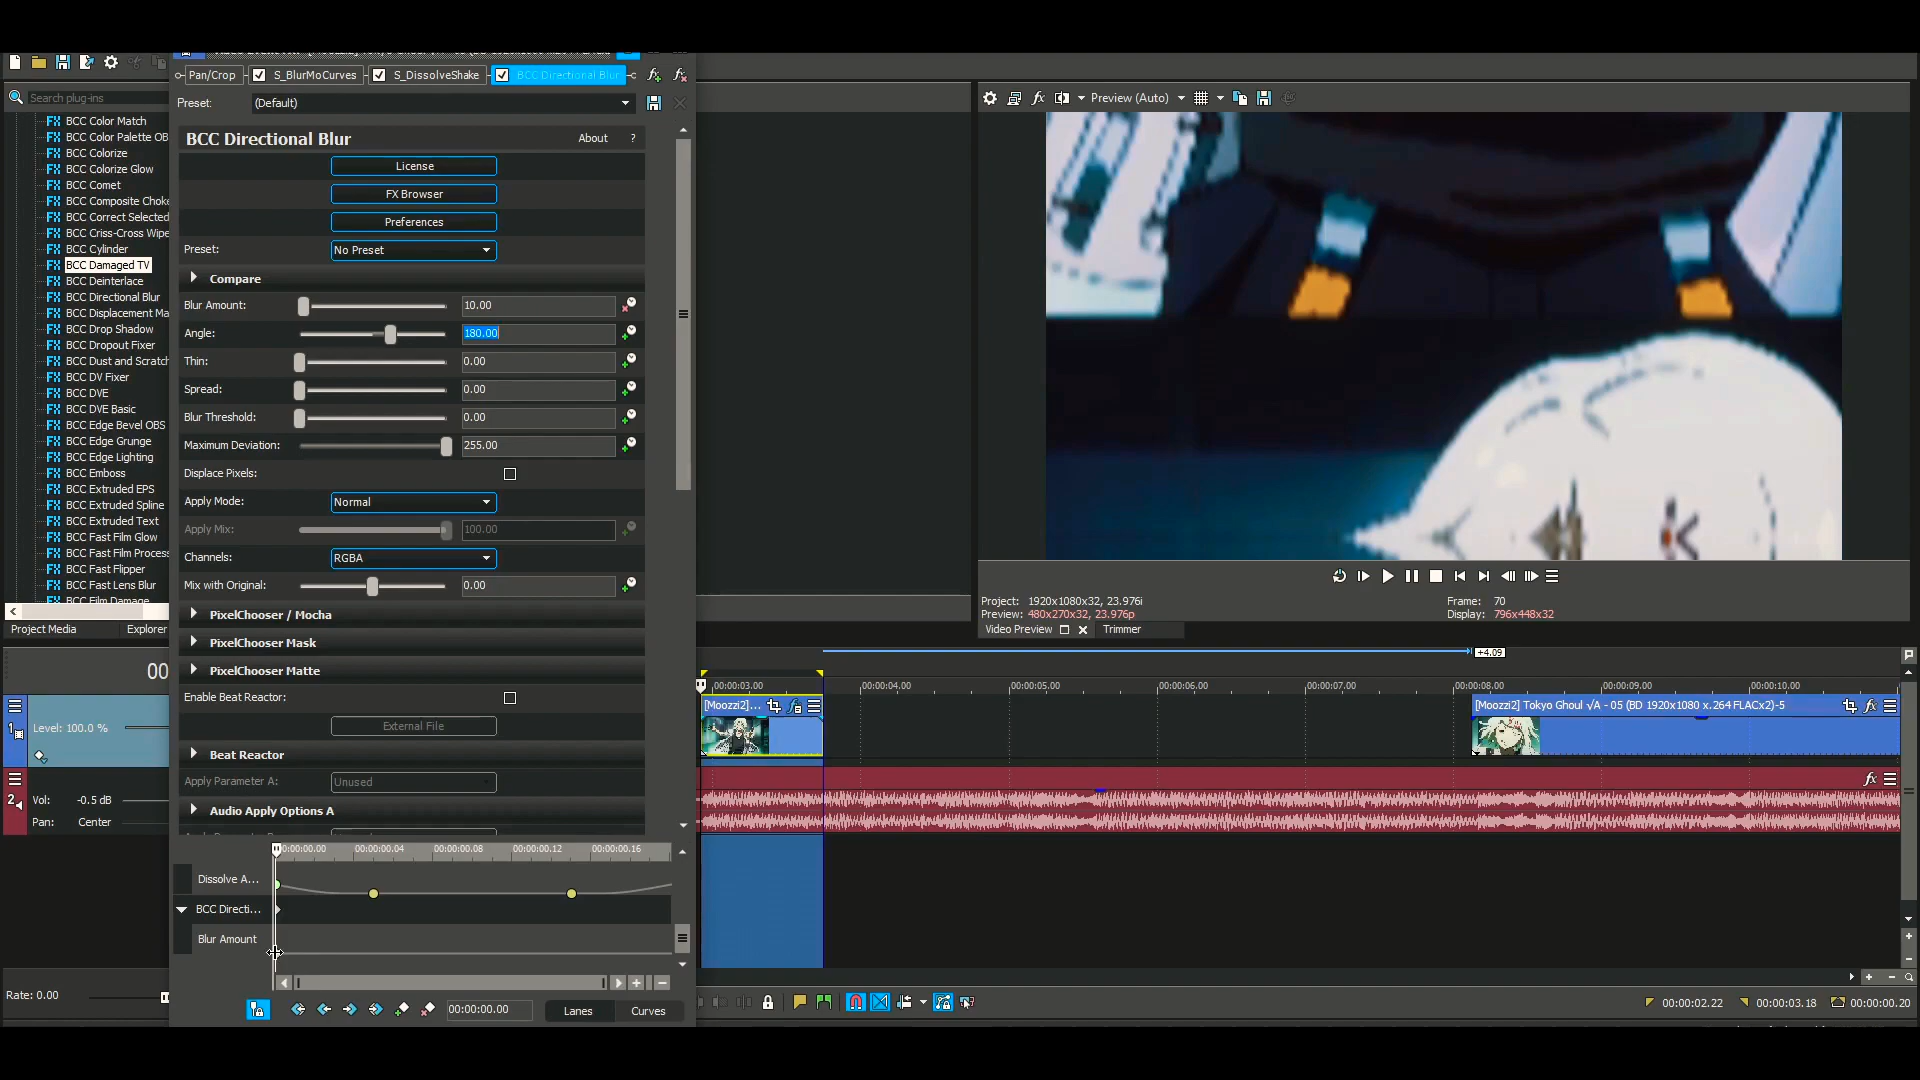 Pan/Crop
S_BlurMoCurves
S_DissolveShake
BCC Directional Blur
Search plug-ins
Preset:
(Default)
Preview (Auto)
BCC Color Match
BCC Color Palette OB
BCC Colorize
BCC Colorize Glow
BCC Comet
BCC Composite Choke
BCC Correct Selected
BCC Criss-Cross Wipe
BCC Cylinder
BCC Damaged TV
BCC Deinterlace
BCC Directional Blur
BCC Displacement Ma
BCC Drop Shadow
BCC Dropout Fixer
BCC Dust and Scratch
BCC DV Fixer
BCC DVE
BCC DVE Basic
BCC Edge Bevel OBS
BCC Edge Grunge
BCC Edge Lighting
BCC Emboss
BCC Extruded EPS
BCC Extruded Spline
BCC Extruded Text
BCC Fast Film Glow
BCC Fast Film Process
BCC Fast Flipper
BCC Fast Lens Blur
BCC Film Damage
Project Media
Explorer
BCC Directional Blur
About
?
License
FX Browser
Preferences
Preset:
No Preset
Compare
Blur Amount:
10.00
Angle:
180.00
Thin:
0.00
Spread:
0.00
Blur Threshold:
0.00
Maximum Deviation:
255.00
Displace Pixels:
Apply Mode:
Normal
Apply Mix:
100.00
Channels:
RGBA
Mix with Original:
0.00
PixelChooser / Mocha
PixelChooser Mask
PixelChooser Matte
Enable Beat Reactor:
External File
Beat Reactor
Apply Parameter A:
Unused
Audio Apply Options A
00:00:00.00
00:00:00.04
00:00:00.08
00:00:00.12
00:00:00.16
Dissolve A...
BCC Directi...
Blur Amount
00:00:00.00
Lanes
Curves
Project: 1920x1080x32, 23.976i
Frame: 70
Preview: 480x270x32, 23.976p
Display: 796x448x32
Video Preview
Trimmer
+4.09
00:00:03.00
00:00:04.00
00:00:05.00
00:00:06.00
00:00:07.00
00:00:08.00
00:00:09.00
00:00:10.00
00
[Moozzi2]...
[Moozzi2] Tokyo Ghoul √A - 05 (BD 1920x1080 x.264 FLACx2)-5
1
Level: 100.0 %
2
Vol:
-0.5 dB
Pan:
Center
Rate: 0.00
00:00:02.22
00:00:03.18
00:00:00.20